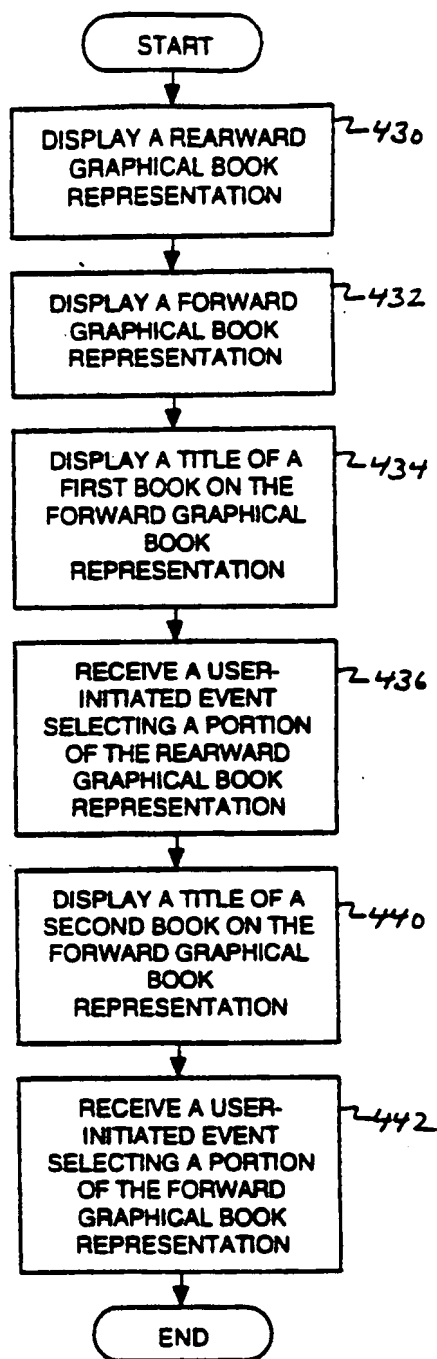 START
DISPLAY A REARWARD
GRAPHICAL BOOK
REPRESENTATION
430
DISPLAY A FORWARD
GRAPHICAL BOOK
REPRESENTATION
432
DISPLAY A TITLE OF A
FIRST BOOK ON THE
FORWARD GRAPHICAL
BOOK
REPRESENTATION
434
RECEIVE A USER-
INITIATED EVENT
SELECTING A PORTION
OF THE REARWARD
GRAPHICAL BOOK
REPRESENTATION
436
DISPLAY A TITLE OF A
SECOND BOOK ON THE
FORWARD GRAPHICAL
BOOK
REPRESENTATION
440
RECEIVE A USER-
INITIATED EVENT
SELECTING A PORTION
OF THE FORWARD
GRAPHICAL BOOK
REPRESENTATION
442
END